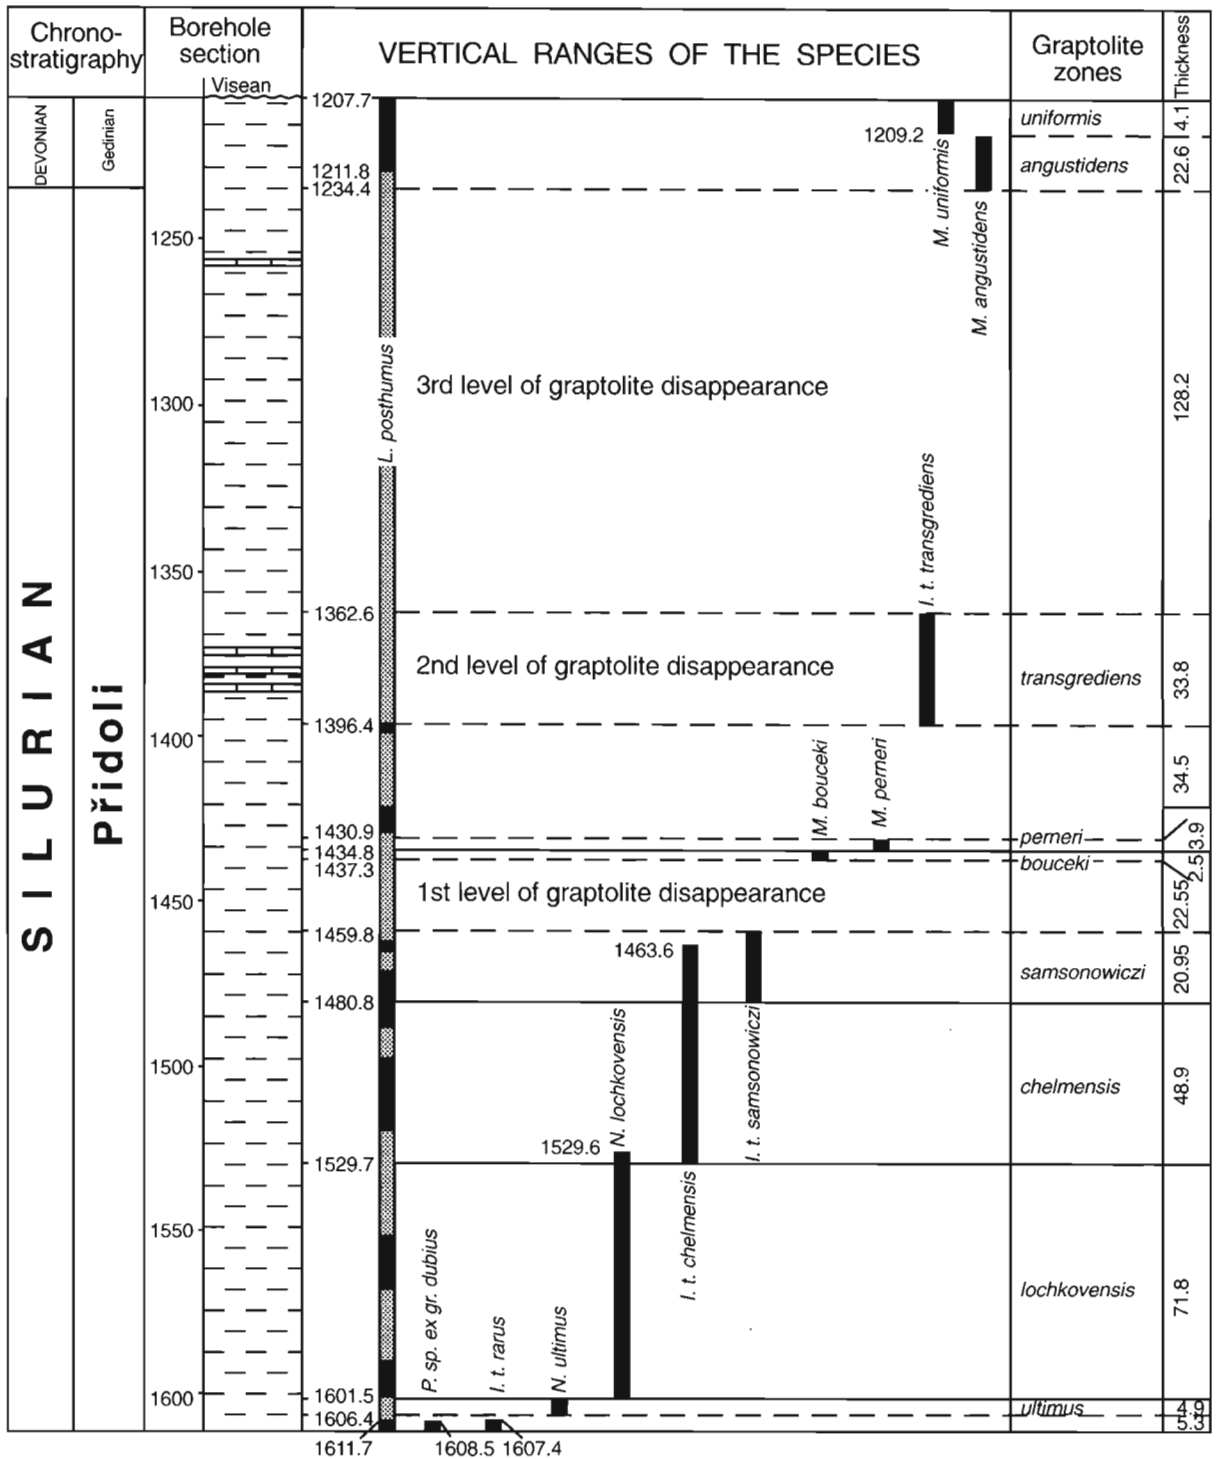 Chrono-
stratigraphy
Borehole
section
Visean
VERTICAL RANGES OF THE SPECIES
Graptolite
zones
Thickness
DEVONIAN
Gedinian
SILURIAN
Přidoli
1250
1300
1350
1400
1450
1500
1550
1600
1207.7
1211.8
1234.4
1362.6
1396.4
1430.9
1434.8
1437.3
1459.8
1480.8
1529.7
1601.5
1606.4
1611.7
L. posthumus
1209.2
M. uniformis
M. angustidens
3rd level of graptolite disappearance
I. t. transgrediens
2nd level of graptolite disappearance
M. bouceki
M. perneri
1st level of graptolite disappearance
1463.6
N. lochkovensis
I. t. samsonowiczi
1529.6
I. t. chelmensis
P. sp. ex gr. dubius
I. t. rarus
N. ultimus
1608.5
1607.4
uniformis
angustidens
transgrediens
perneri
bouceki
samsonowiczi
chelmensis
lochkovensis
ultimus
4.1
22.6
128.2
33.8
34.5
3.9
2.5
22.55
20.95
48.9
71.8
4.9
5.3